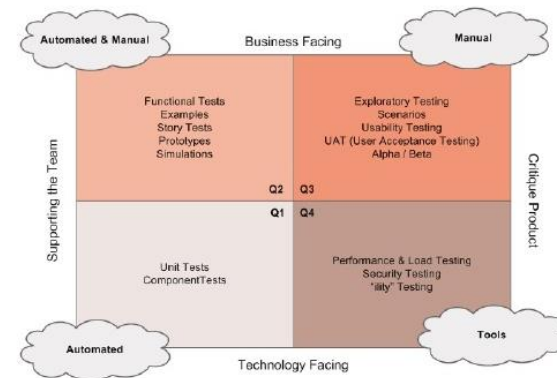 Automated & Manual
Business Facing
Manual
Supporting the Team
Functional Tests
Examples
Story Tests
Prototypes
Simulations
Q2
Exploratory Testing
Scenarios
Usability Testing
UAT (User Acceptance Testing)
Alpha / Beta
Q3
Critique Product
Q1
Unit Tests
ComponentTests
Q4
Performance & Load Testing
Security Testing
"ility" Testing
Automated
Technology Facing
Tools